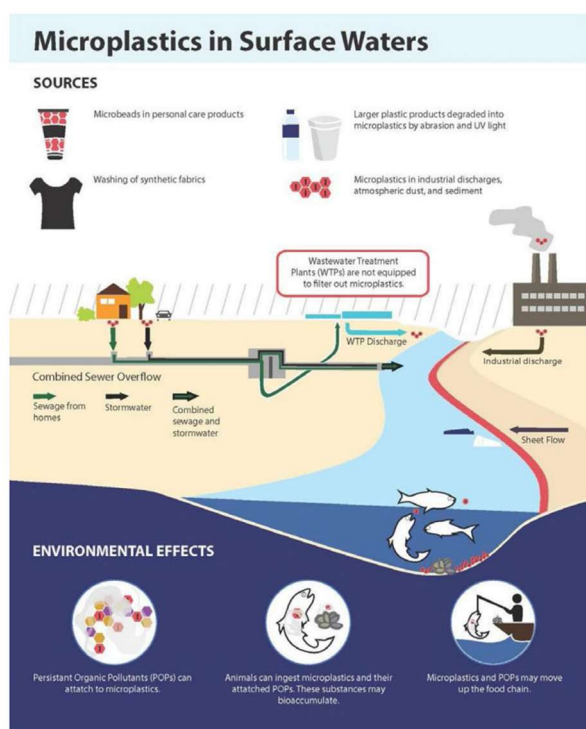 Microplastics in Surface Waters
SOURCES
Microbeads in personal care products
Larger plastic products degraded into
microplastics by abrasion and UV light
Washing of synthetic fabrics
Microplastics in industrial discharges,
atmospheric dust, and sediment
Wastewater Treatment
Plants (WTPs) are not equipped
to filter out microplastics.
WTP Discharge
Industrial discharge
Combined Sewer Overflow
Sewage from
homes
Stormwater
Combined
sewage and
stormwater
Sheet Flow
ENVIRONMENTAL EFFECTS
Persistant Organic Pollutants (POPs) can
attatch to microplastics.
Animals can ingest microplastics and their
attatched POPs. These substances may
bioaccumulate.
Microplastics and POPs may move
up the food chain.